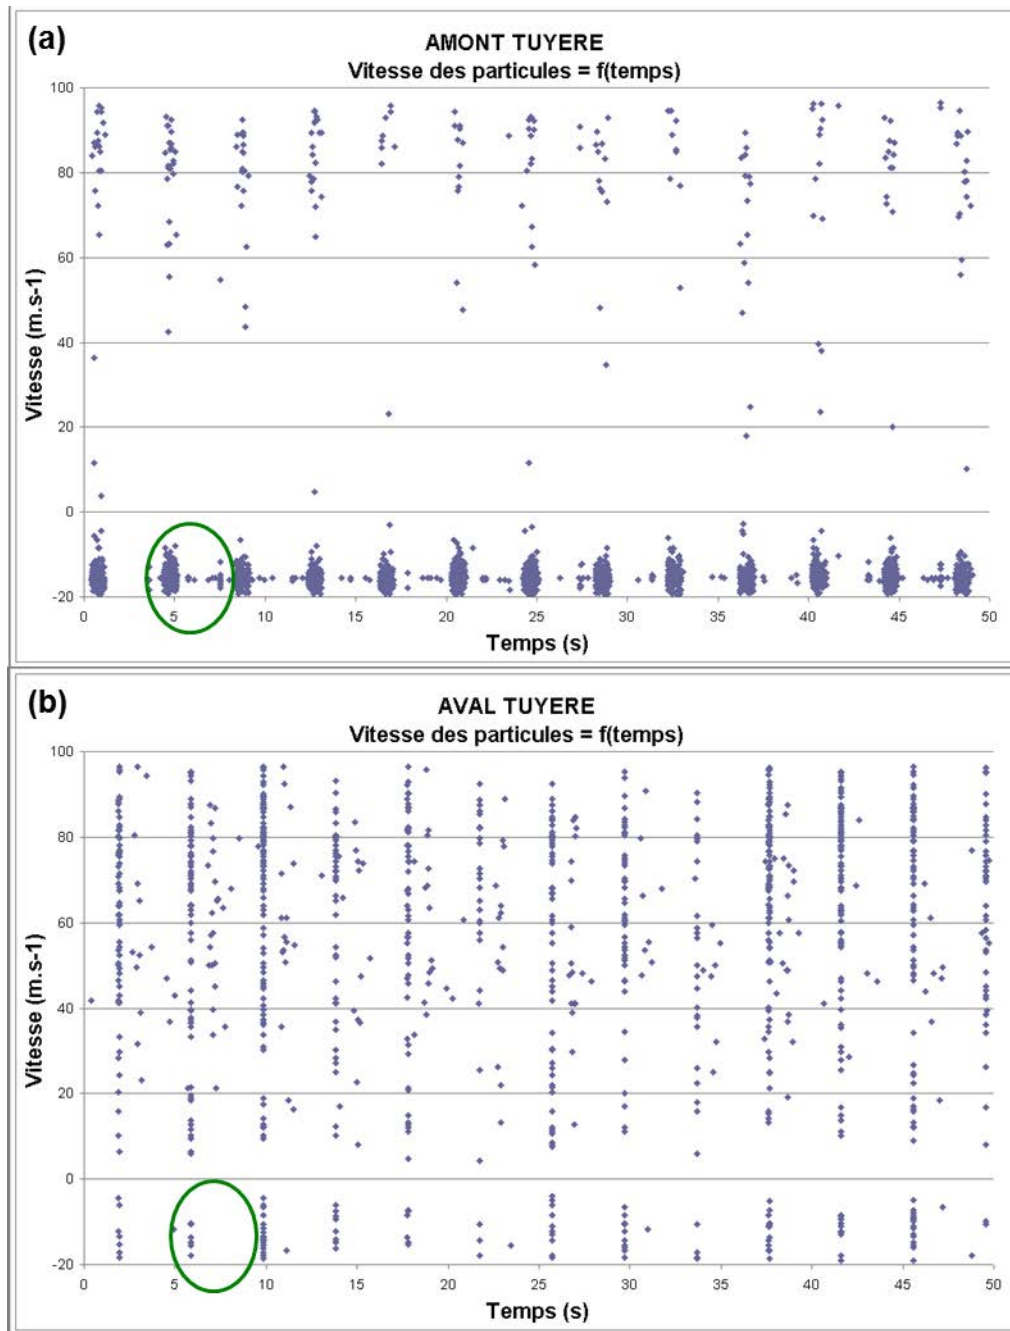 (a)
AMONT TUYERE
Vitesse des particules = f(temps)
Vitesse (m.s-1)
100
80
60
40
20
0
-20
0 5 10 15 20 25 30 35 40 45 50
Temps (s)
(b)
AVAL TUYERE
Vitesse des particules = f(temps)
Vitesse (m.s-1)
100
80
60
40
20
0
-20
0 5 10 15 20 25 30 35 40 45 50
Temps (s)